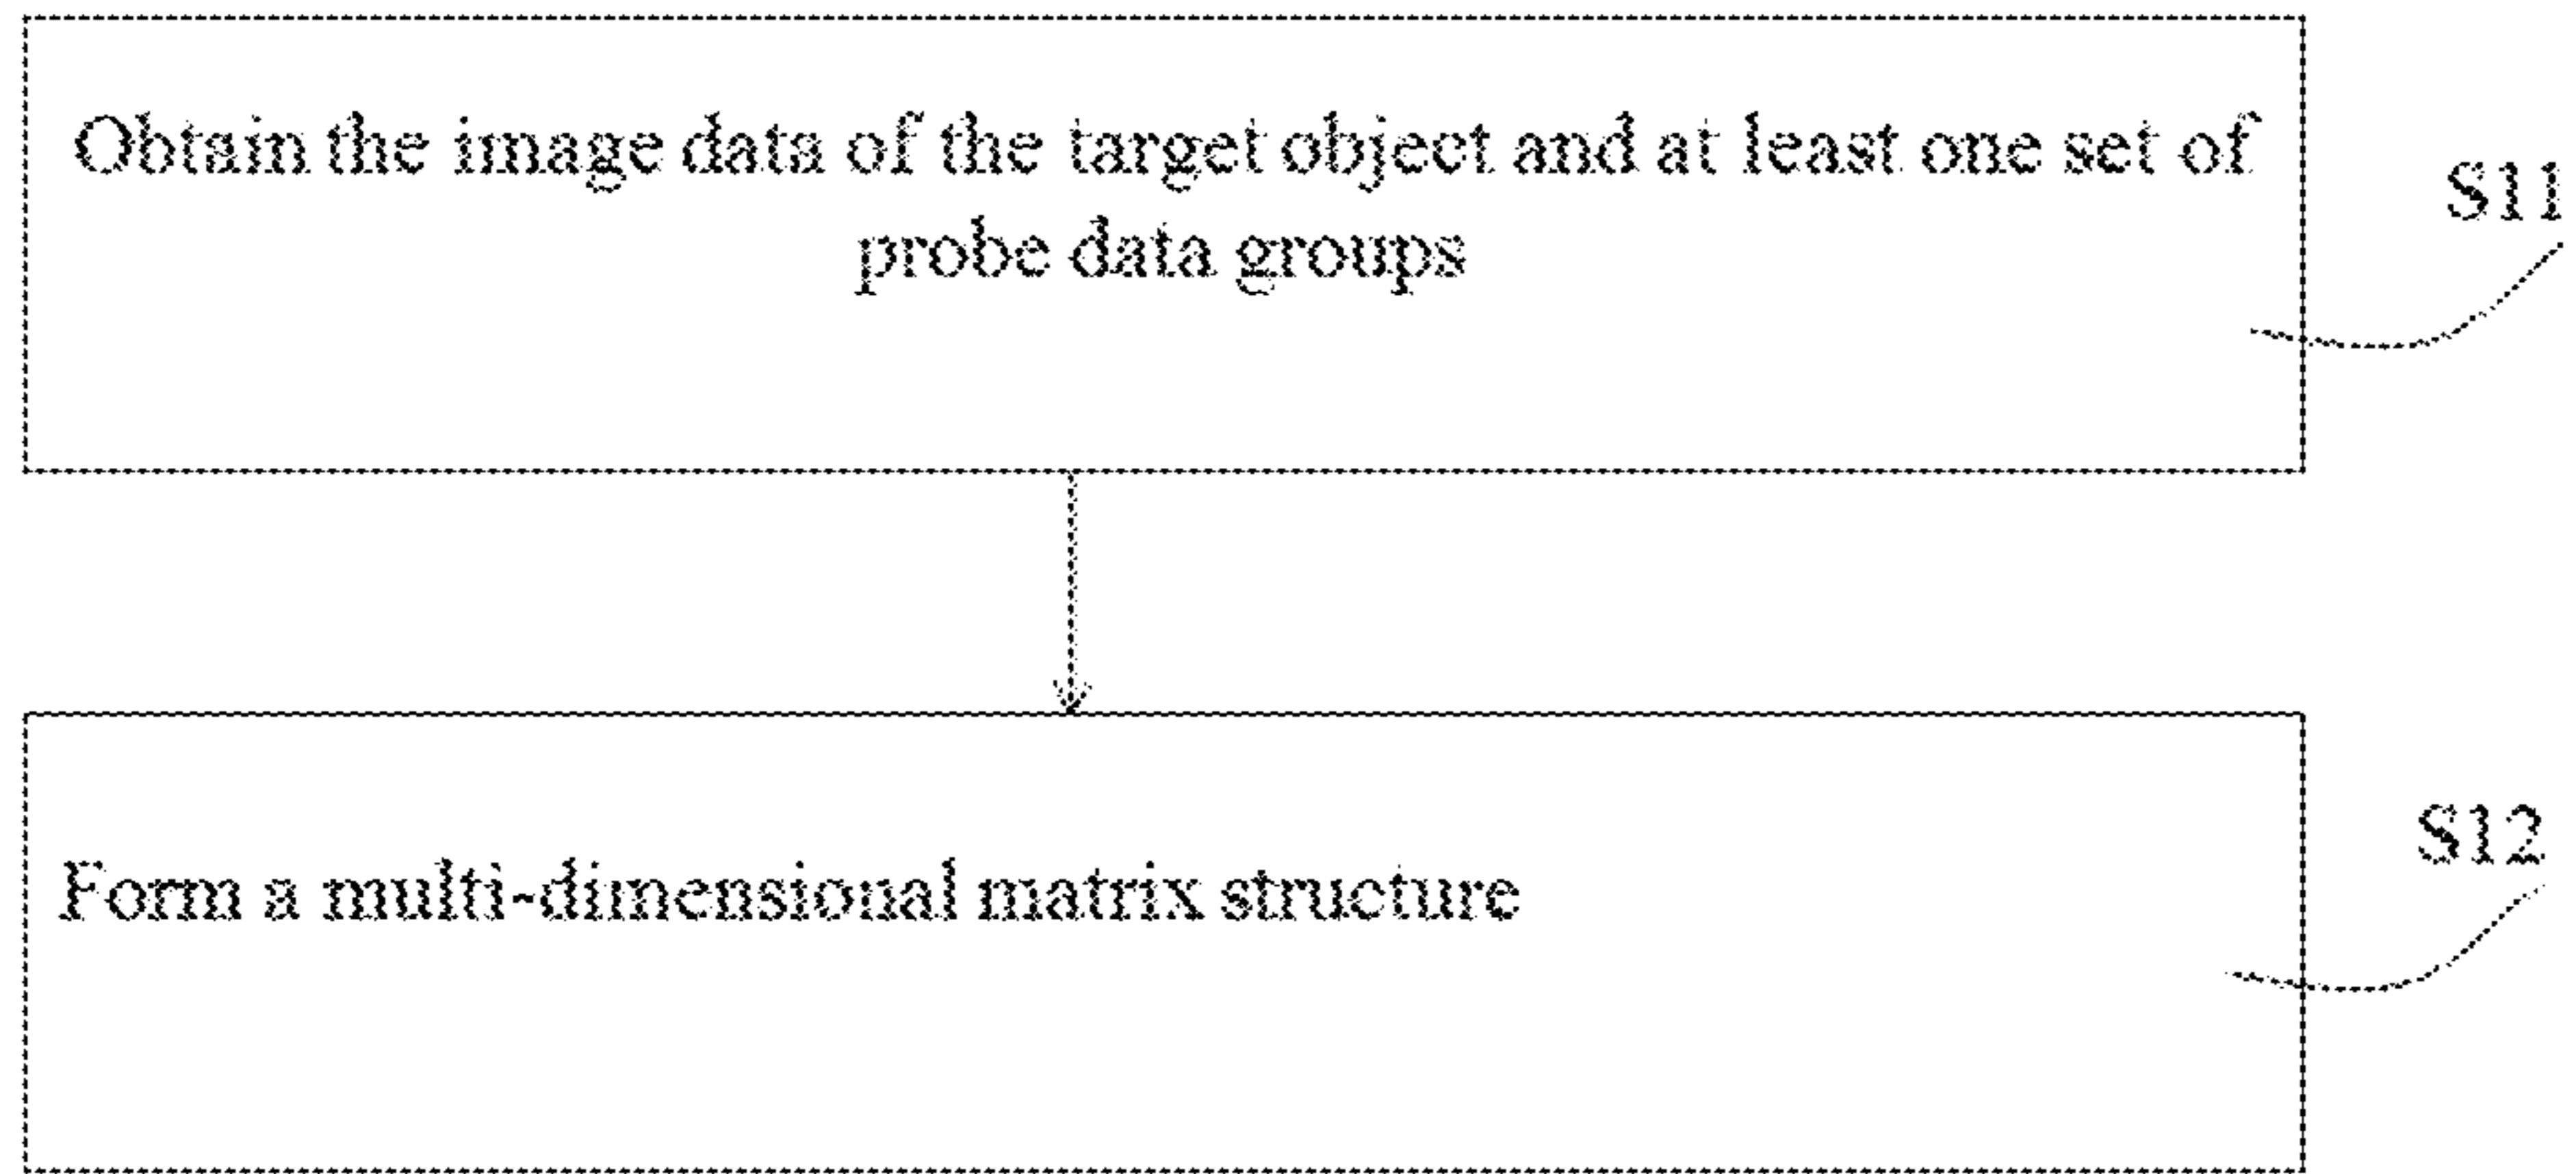 Obtain the image data of the target object and at least one set of
probe data groups
S11
Form a multi-dimensional matrix structure
S12